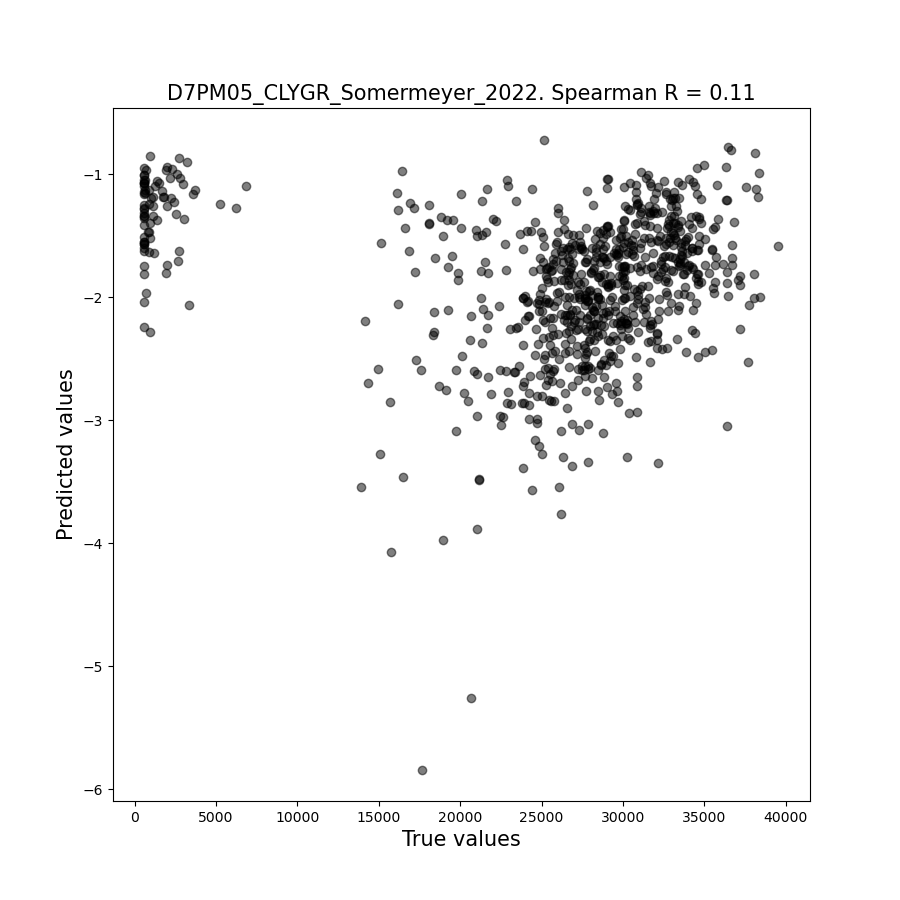 D7PM05_CLYGR_Somermeyer_2022. Spearman R = 0.11
−1
−2
−3
−4
−5
−6
Predicted values
0 5000 10000 15000 20000 25000 30000 35000 40000
True values